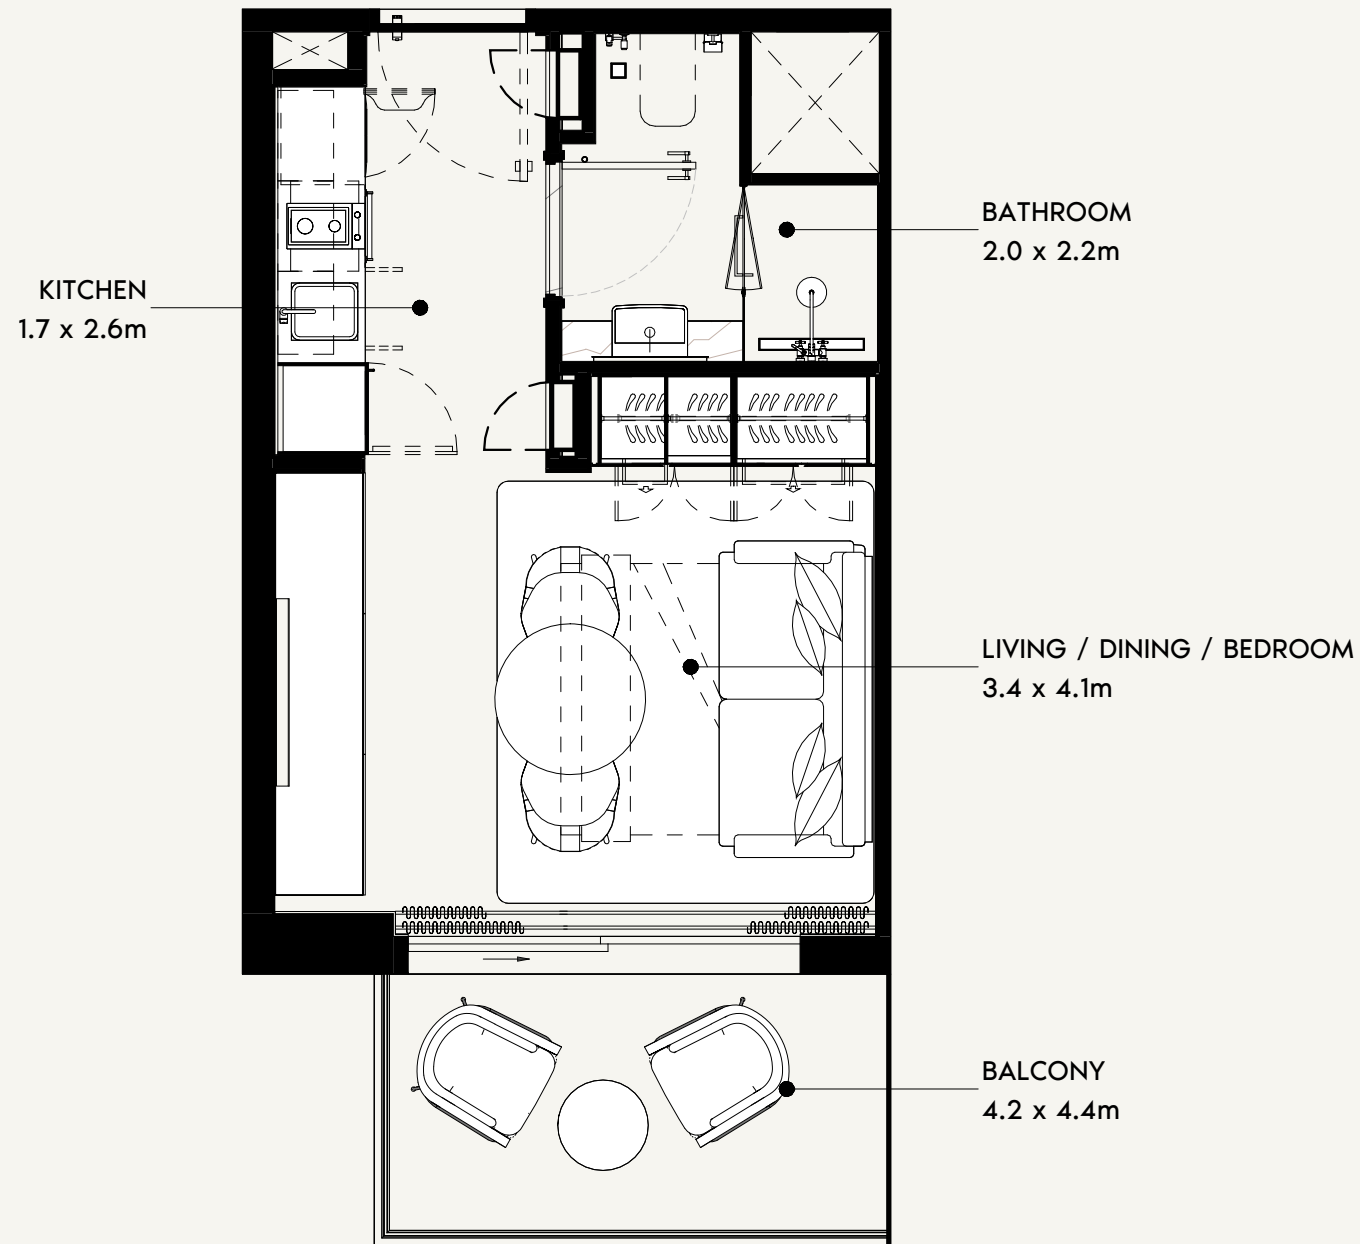 BATHROOM
2.0 x 2.2m
KITCHEN
1.7 x 2.6m
LIVING / DINING / BEDROOM
3.4 x 4.1m
BALCONY
4.2 x 4.4m